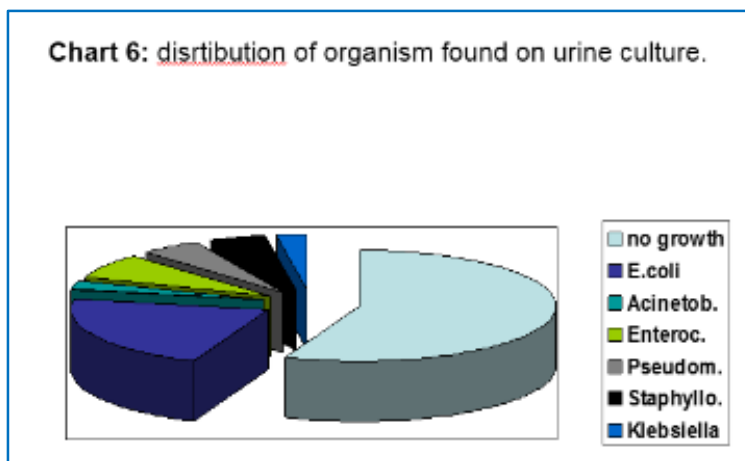 Chart 6: disrtibution of organism found on urine culture.
no growth
E.coli
Acinetob.
Enteroc.
Pseudom.
Staphyllo.
Klebsiella